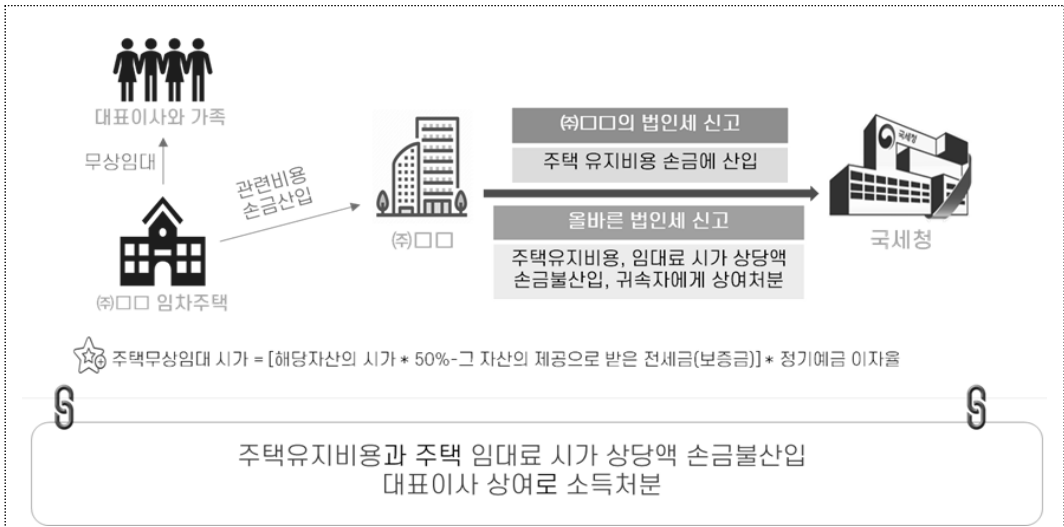 대표이사와 가족
무상임대
관련비용
손금산입
㈜□□ 임차주택
㈜□□
㈜□□의 법인세 신고
주택 유지비용 손금에 산입
올바른 법인세 신고
주택유지비용, 임대료 시가 상당액
손금불산입, 귀속자에게 상여처분
국세청
국세청
주택무상임대 시가 = [해당자산의 시가 * 50%-그 자산의 제공으로 받은 전세금(보증금)] * 정기예금 이자율
주택유지비용과 주택 임대료 시가 상당액 손금불산입
대표이사 상여로 소득처분